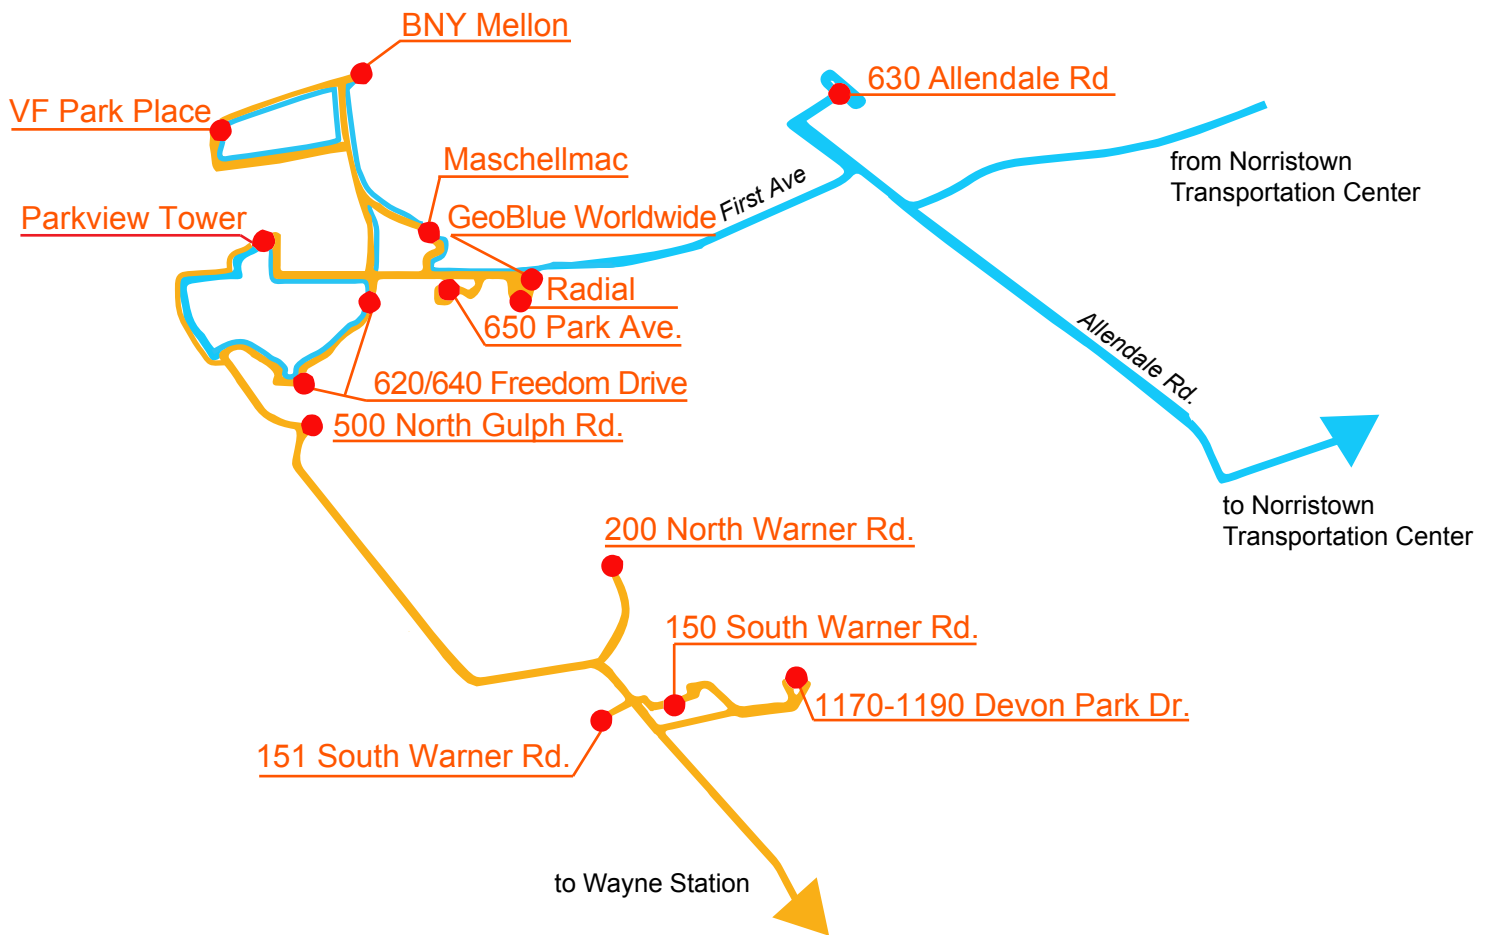 BNY Mellon
630 Allendale Rd
VF Park Place
Maschellmac
from Norristown
Transportation Center
First Ave
Parkview Tower
GeoBlue Worldwide
Radial
650 Park Ave.
Allendale Rd.
620/640 Freedom Drive
500 North Gulph Rd.
to Norristown
Transportation Center
200 North Warner Rd.
150 South Warner Rd.
1170-1190 Devon Park Dr.
151 South Warner Rd.
to Wayne Station